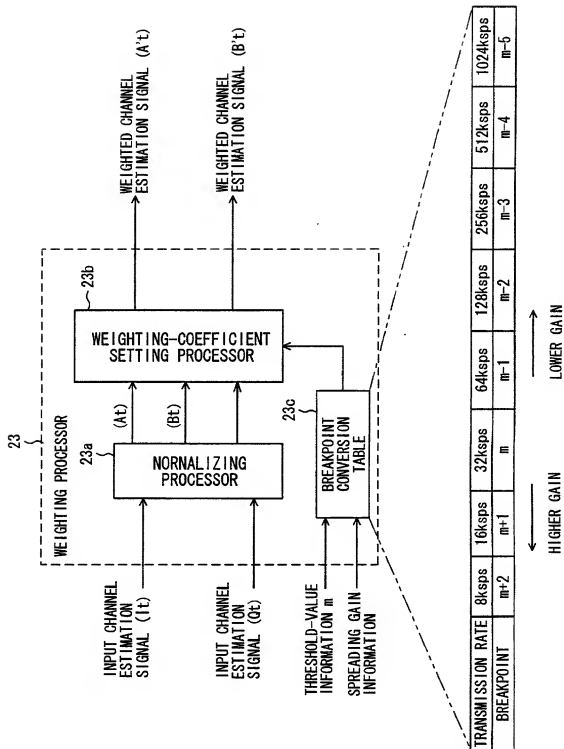 23
WEIGHTING PROCESSOR
INPUT CHANNEL
ESTIMATION
SIGNAL (It)
INPUT CHANNEL
ESTIMATION
SIGNAL (Qt)
23a
NORNALIZING
PROCESSOR
(At)
(Bt)
23b
WEIGHTING-COEFFICIENT
SETTING PROCESSOR
WEIGHTED CHANNEL
ESTIMATION SIGNAL (A't)
WEIGHTED CHANNEL
ESTIMATION SIGNAL (B't)
THRESHOLD-VALUE
INFORMATION m
SPREADING GAIN
INFORMATION
23c
BREAKPOINT
CONVERSION
TABLE
TRANSMISSION RATE 8ksps 16ksps 32ksps 64ksps 128ksps 256ksps 512ksps 1024ksps
BREAKPOINT m+2 m+1 m m-1 m-2 m-3 m-4 m-5
HIGHER GAIN LOWER GAIN